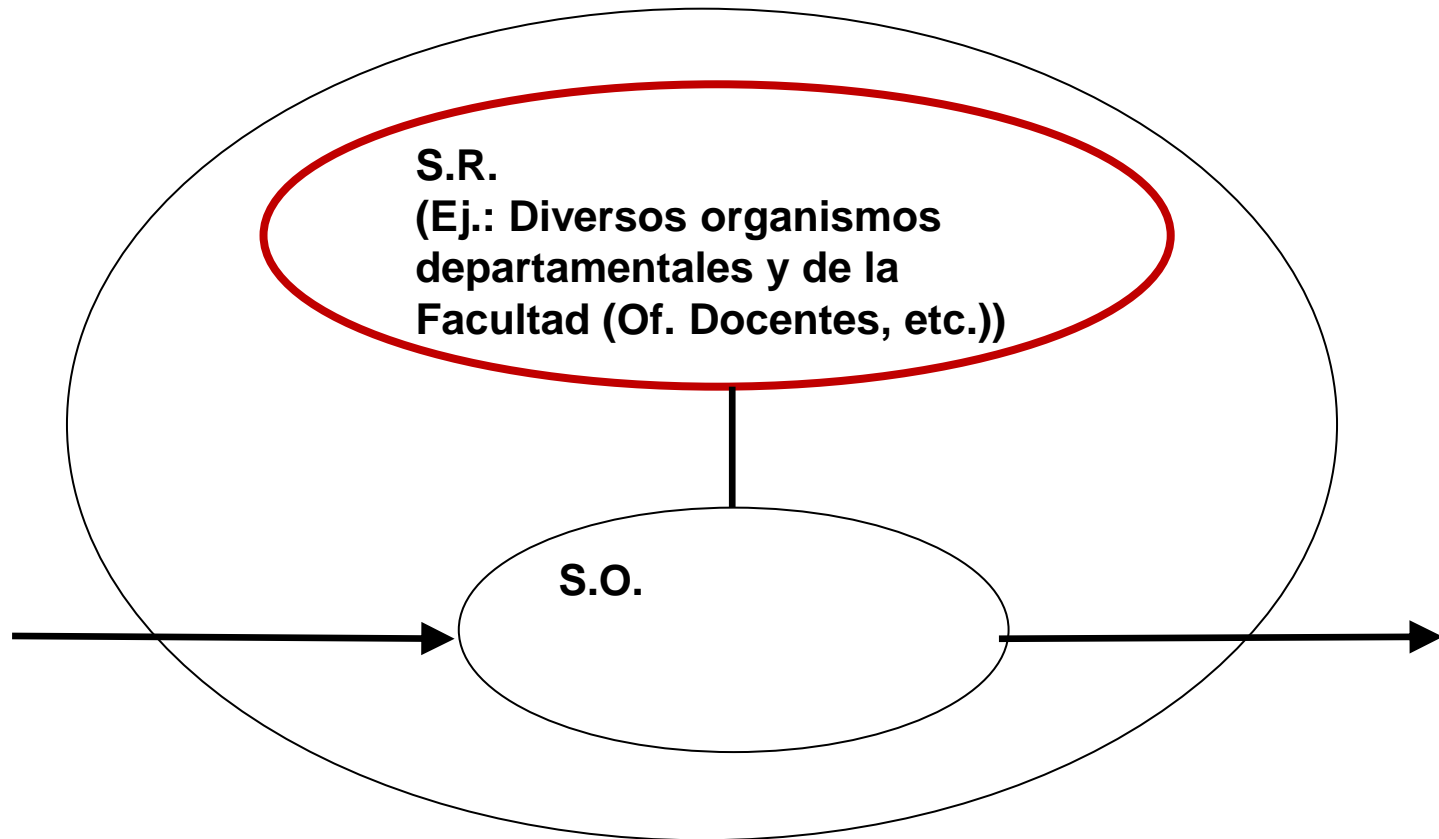 S.R.
(Ej.: Diversos organismos
departamentales y de la
Facultad (Of. Docentes, etc.))
S.O.